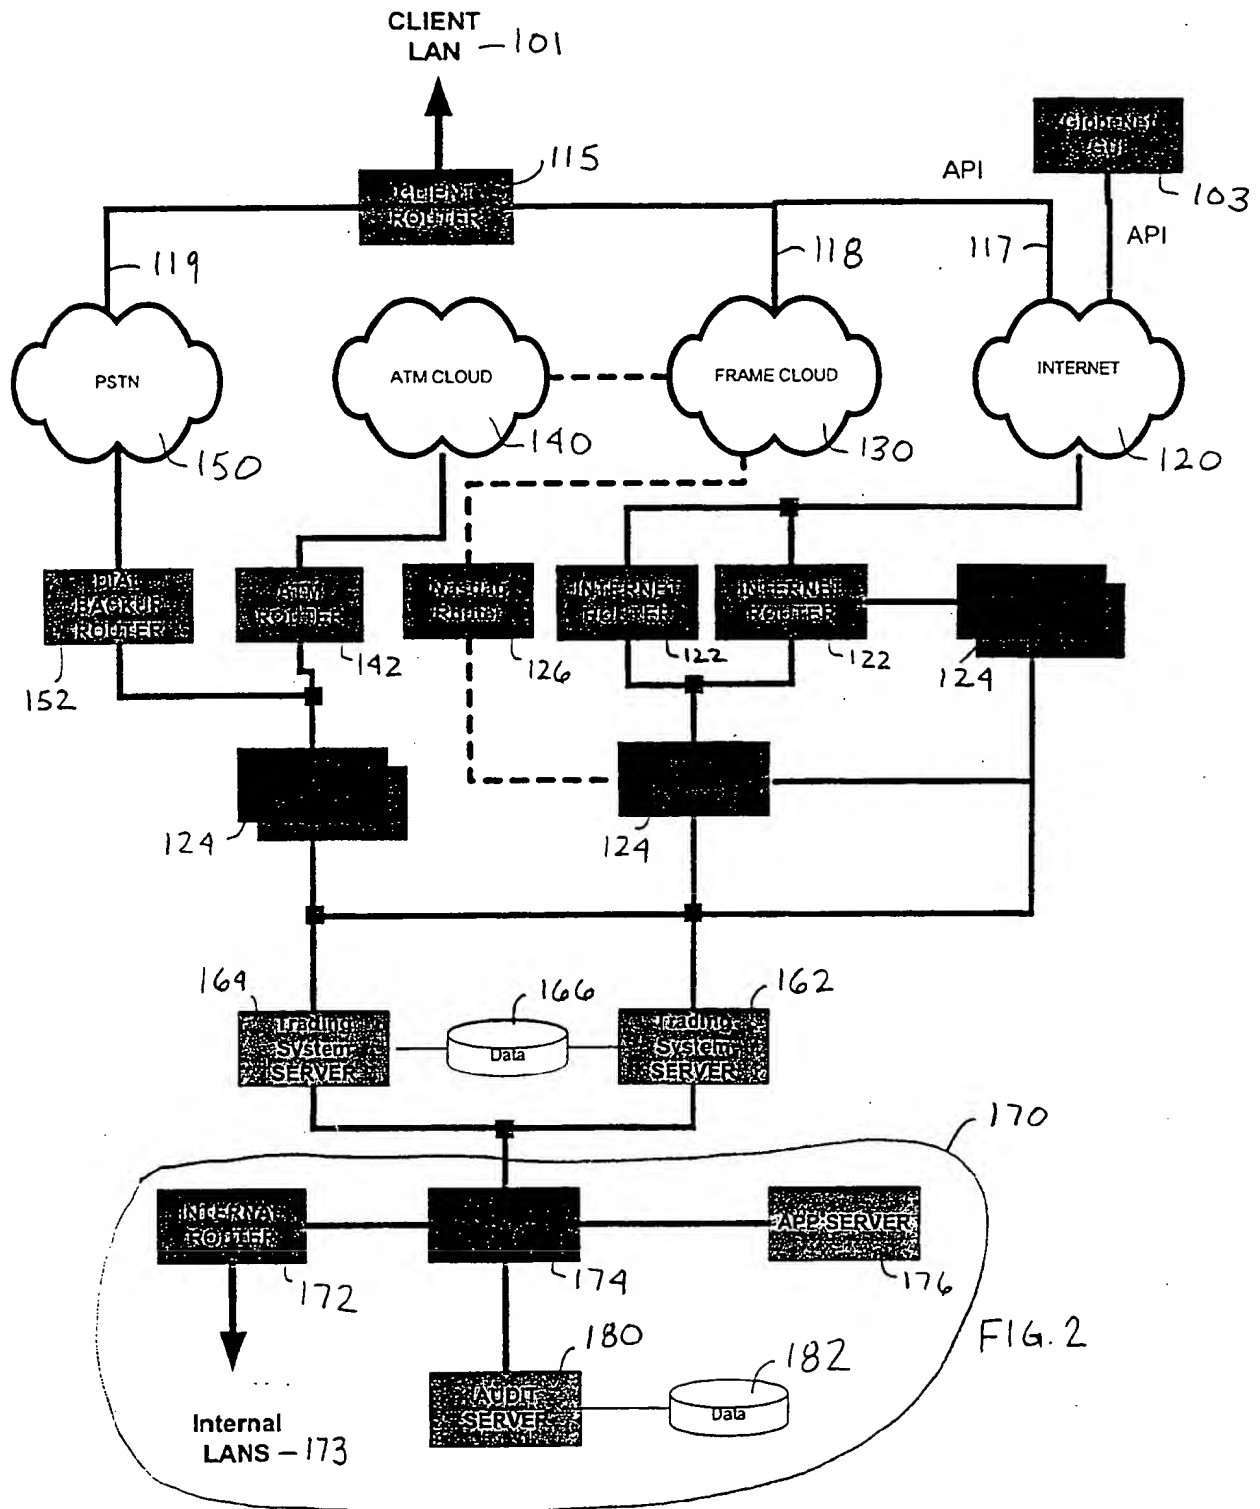 CLIENT
LAN - 101
GlobeNet
GUI
103
115
CLIENT
ROUTER
API
API
119
118
117
PSTN
ATM CLOUD
FRAME CLOUD
INTERNET
150
140
130
120
DIAL
BACKUP
ROUTER
152
ATM
ROUTER
142
Nasdaq
Router
126
INTERNET
ROUTER
122
INTERNET
ROUTER
122
124
124
124
164
166
162
Trading
System
SERVER
Data
Trading
System
SERVER
170
INTERNAL
ROUTER
172
174
APP SERVER
176
FIG. 2
180
182
AUDIT
SERVER
Data
Internal
LANS - 173